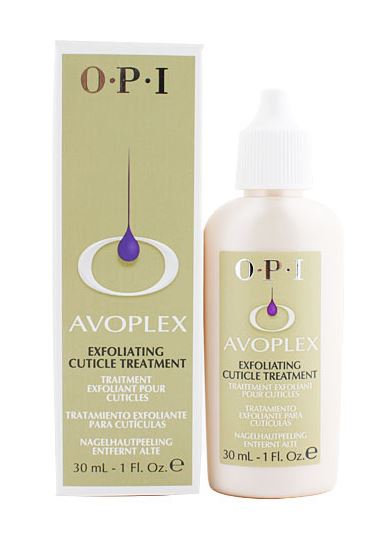 O·P·I
AVOPLEX
EXFOLIATING
CUTICLE TREATMENT
TRAITMENT
EXFOLIANT POUR
CUTICLES
TRATAMIENTO EXFOLIANTE
PARA CUTÍCULAS
NAGELHAUTPEELING
ENTFERNT ALTE
30 mL - 1 Fl. Oz. e
O·P·I
AVOPLEX
EXFOLIATING
CUTICLE TREATMENT
TRAITEMENT EXFOLIANT
POUR CUTICLES
TRATAMIENTO
EXFOLIANTE PARA
CUTÍCULAS
NAGELHAUTPEELING
ENTFERNT ALTE
30 mL - 1 Fl. Oz. e